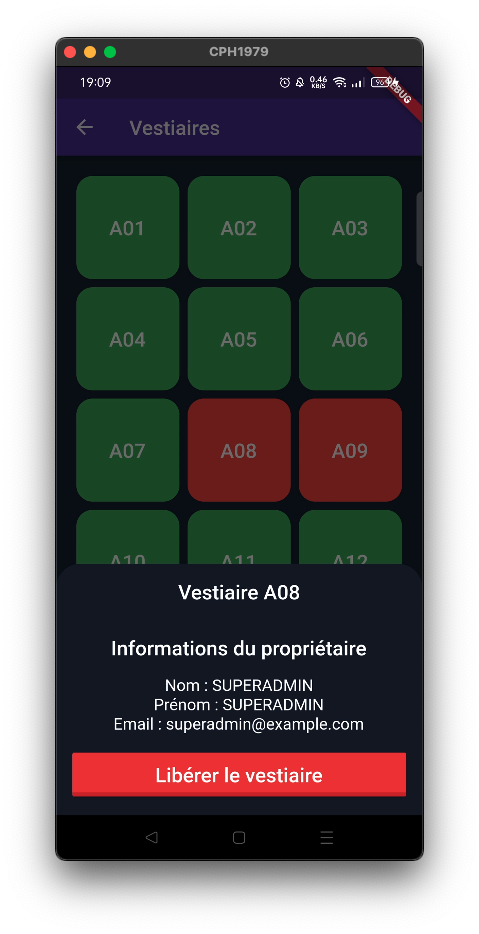 CPH1979
19:09
0.46
KB/S
DEBUG
Vestiaires
A01
A02
A03
A04
A05
A06
A07
A08
A09
A10
A11
A12
Vestiaire A08
Informations du propriétaire
Nom : SUPERADMIN
Prénom : SUPERADMIN
Email : superadmin@example.com
Libérer le vestiaire